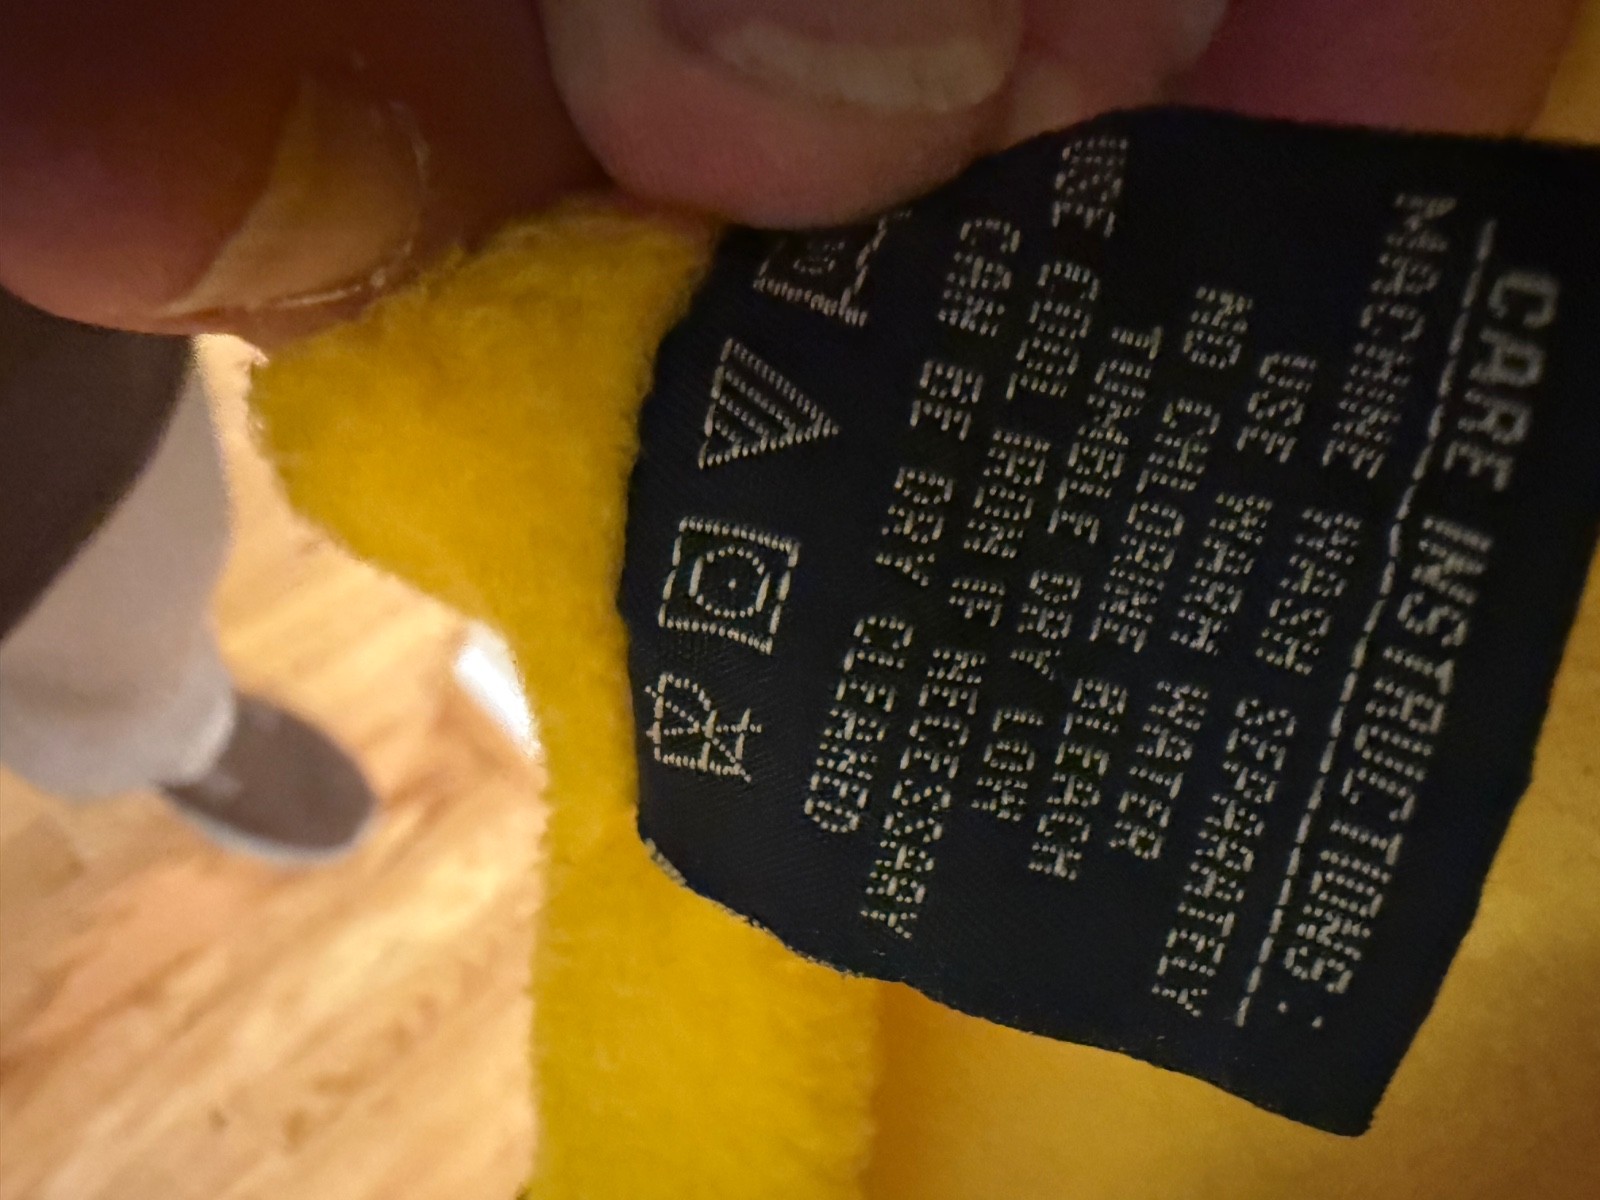 CARE INSTRUCTIONS:
MACHINE WASH SEPARATELY
USE WARM WATER
NO CHLORINE BLEACH
TUMBLE DRY LOW
USE COOL IRON IF NECESSARY
CAN BE DRY CLEANED